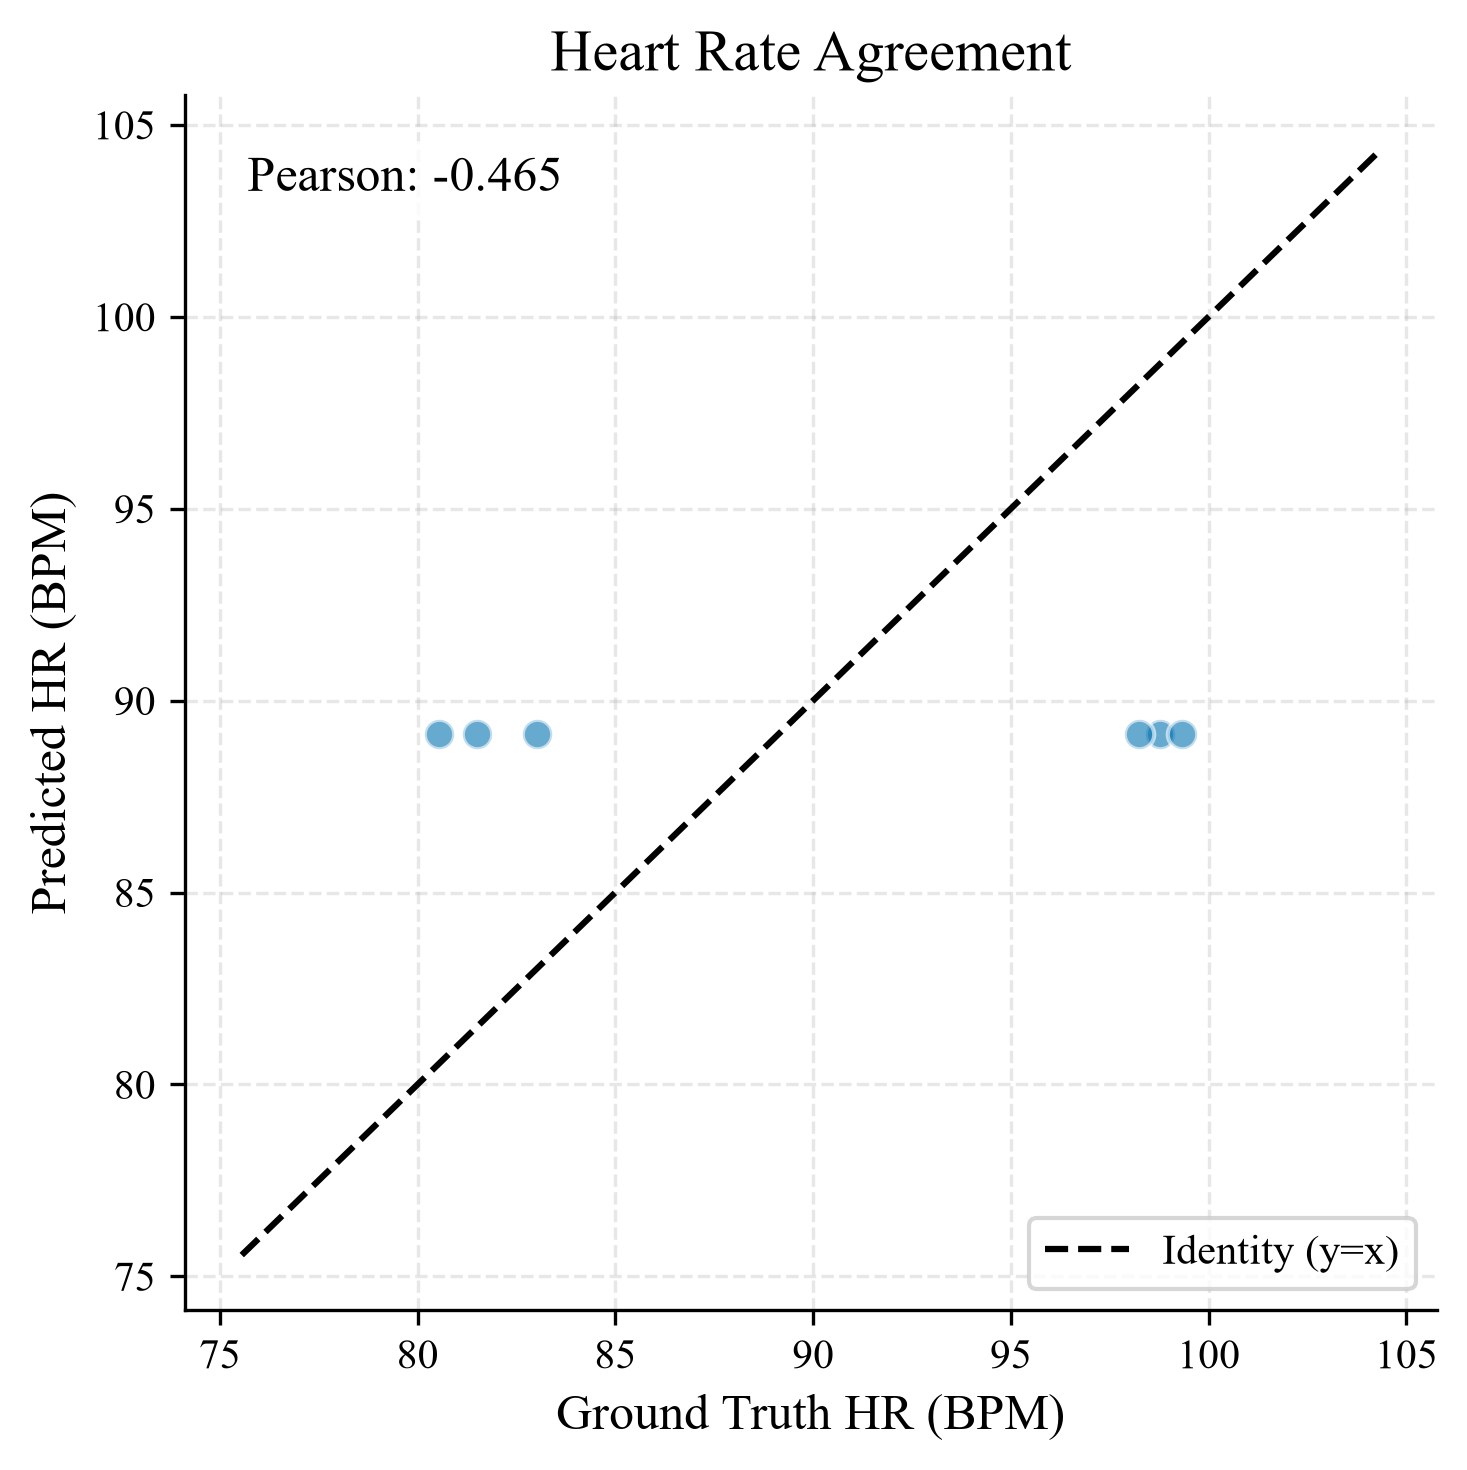 Heart Rate Agreement
Pearson: -0.465
105
100
95
90
85
80
75
Predicted HR (BPM)
Identity (y=x)
75 80 85 90 95 100 105
Ground Truth HR (BPM)